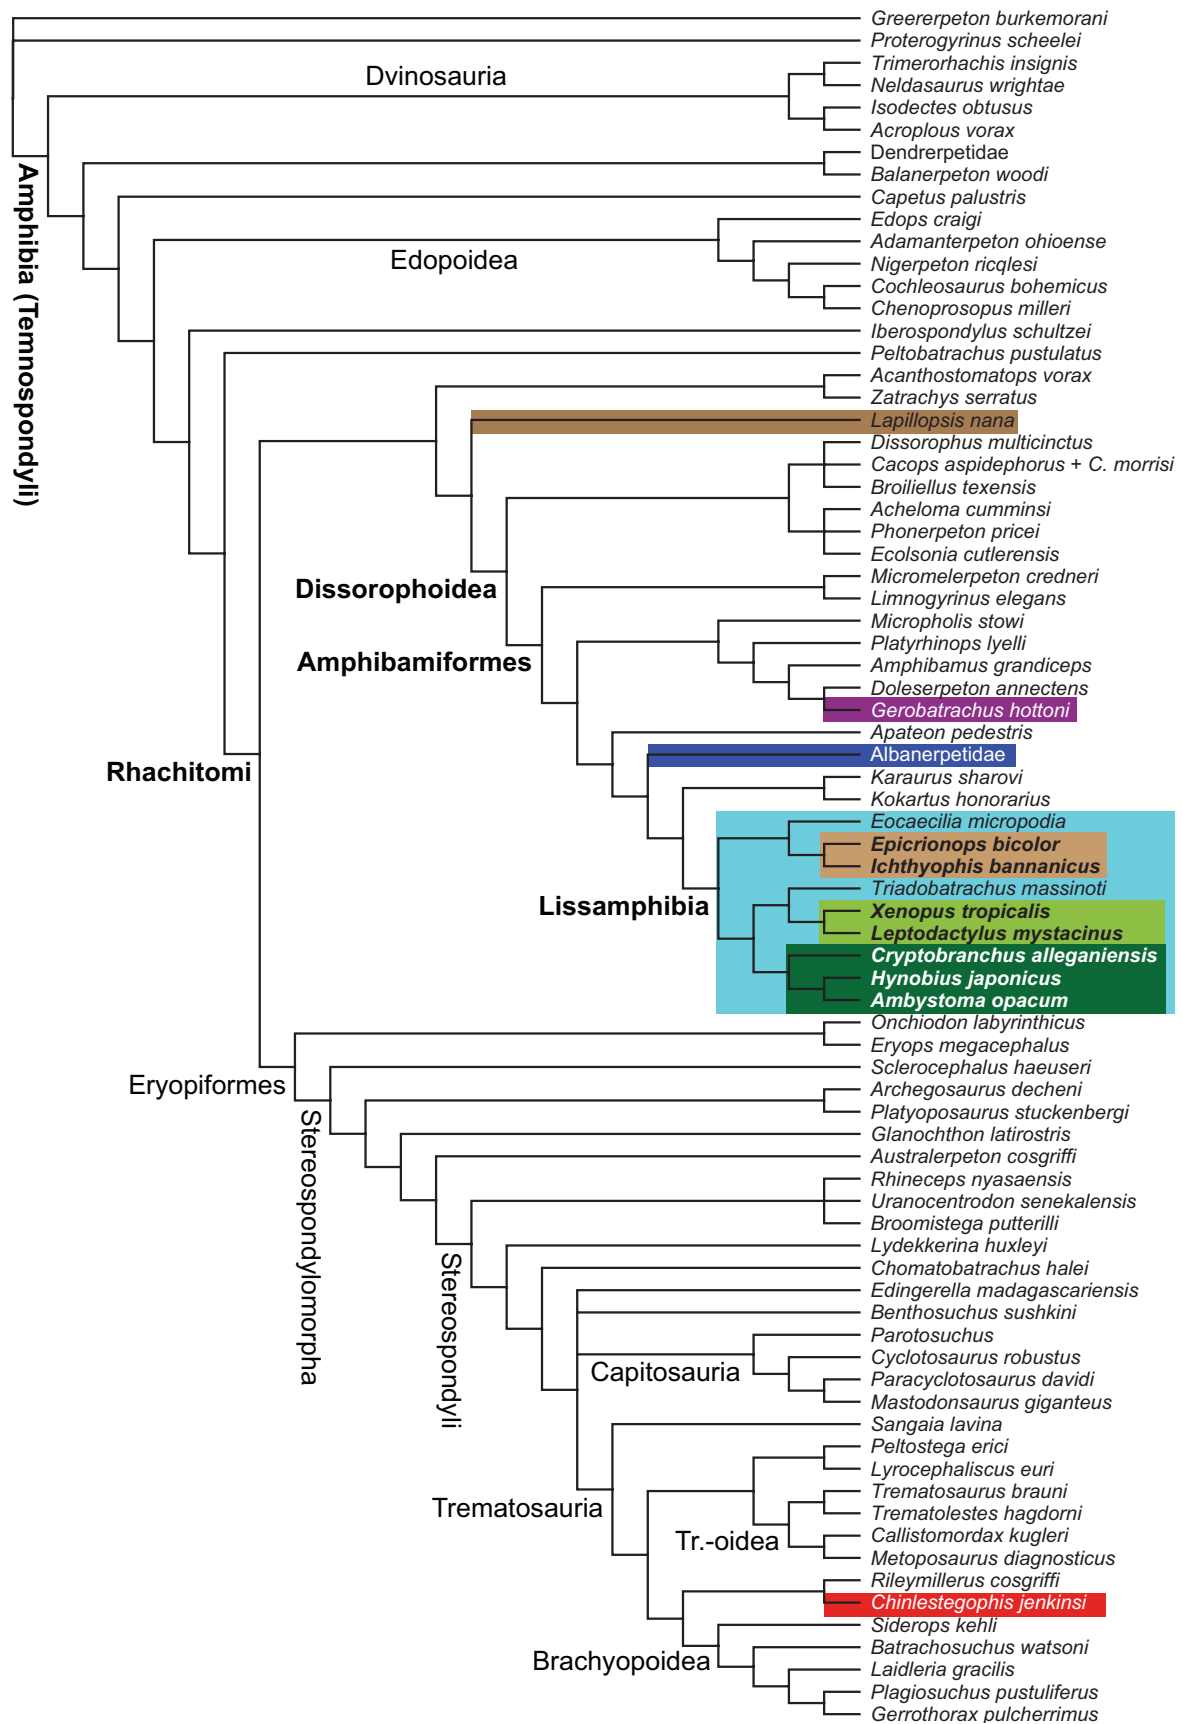 Greererpeton burkemorani
Proterogyrinus scheelei
Trimerorhachis insignis
Dvinosauria
Neldasaurus wrightae
Isodectes obtusus
Acroplous vorax
Dendrerpetidae
Balanerpeton woodi
Amphibia (Temnospondyli)
Capetus palustris
Edops craigi
Adamanterpeton ohioense
Edopoidea
Nigerpeton ricqlesi
Cochleosaurus bohemicus
Chenoprosopus milleri
Iberospondylus schultzei
Peltobatrachus pustulatus
Acanthostomatops vorax
Zatrachys serratus
Lapillopsis nana
Dissorophus multicinctus
Cacops aspidephorus + C. morrisi
Broiliellus texensis
Acheloma cumminsi
Phonerpeton pricei
Ecolsonia cutlerensis
Micromelerpeton credneri
Dissorophoidea
Limnogyrinus elegans
Micropholis stowi
Platyrhinops lyelli
Amphibamiformes
Amphibamus grandiceps
Doleserpeton annectens
Gerobatrachus hottoni
Apateon pedestris
Albanerpetidae
Rhachitomi
Karaurus sharovi
Kokartus honorarius
Eocaecilia micropodia
Epicrionops bicolor
Ichthyophis bannanicus
Triadobatrachus massinoti
Lissamphibia
Xenopus tropicalis
Leptodactylus mystacinus
Cryptobranchus alleganiensis
Hynobius japonicus
Ambystoma opacum
Onchiodon labyrinthicus
Eryops megacephalus
Sclerocephalus haeuseri
Eryopiformes
Archegosaurus decheni
Platyoposaurus stuckenbergi
Stereospondylomorpha
Glanochthon latirostris
Australerpeton cosgriffi
Rhineceps nyasaensis
Uranocentrodon senekalensis
Broomistega putterilli
Lydekkerina huxleyi
Stereospondyli
Chomatobatrachus halei
Edingerella madagascariensis
Benthosuchus sushkini
Parotosuchus
Cyclotosaurus robustus
Capitosauria
Paracyclotosaurus davidi
Mastodonsaurus giganteus
Sangaia lavina
Peltostega erici
Lyrocephaliscus euri
Trematosaurus brauni
Trematosauria
Trematolestes hagdorni
Callistomordax kugleri
Tr.-oidea
Metoposaurus diagnosticus
Rileymillerus cosgriffi
Chinlestegophis jenkinsi
Siderops kehli
Batrachosuchus watsoni
Brachyopoidea
Laidleria gracilis
Plagiosuchus pustuliferus
Gerrothorax pulcherrimus